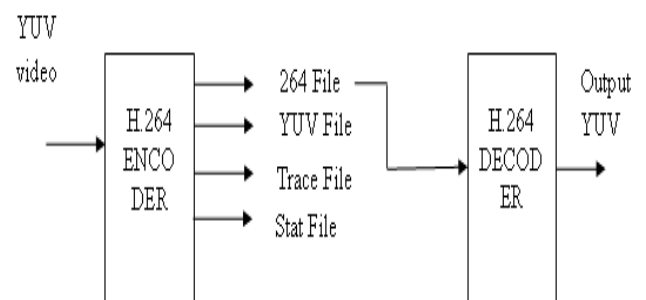 YUV
video
H.264
ENCO
DER
264 File
YUV File
Trace File
Stat File
H.264
DECOD
ER
Output
YUV